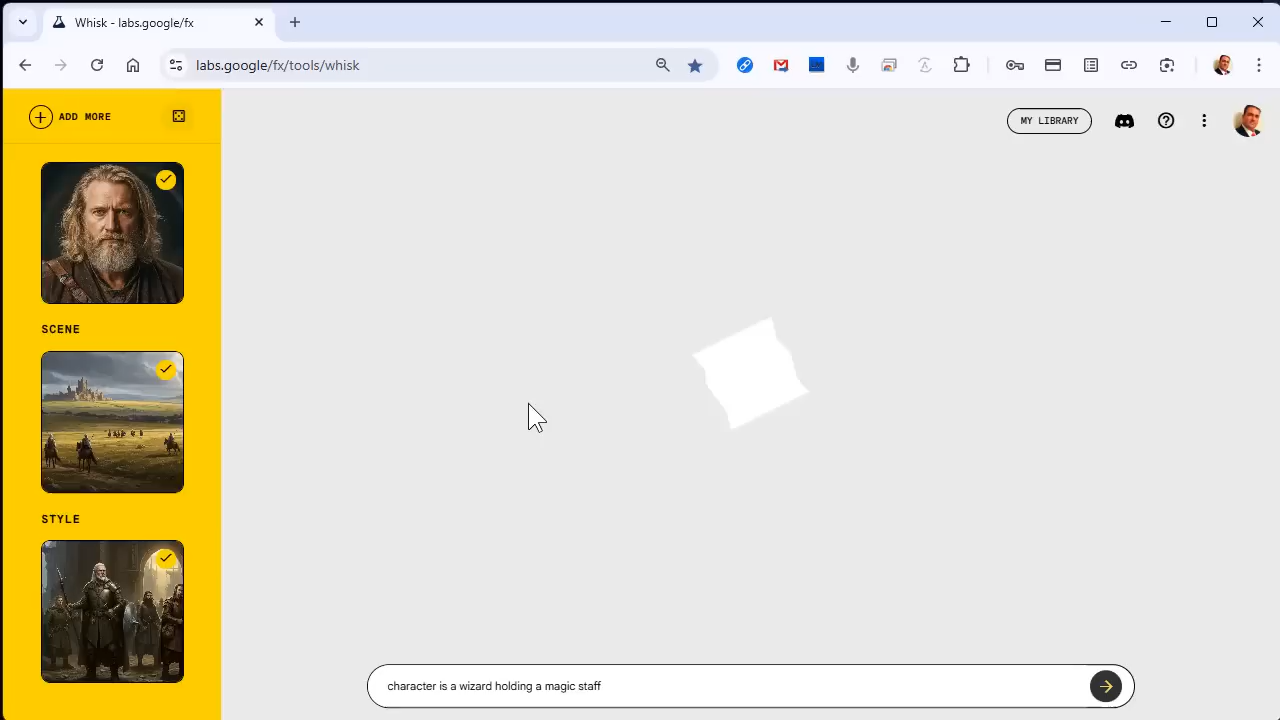 Whisk - labs.google/fx
labs.google/fx/tools/whisk
ADD MORE
MY LIBRARY
SCENE
STYLE
character is a wizard holding a magic staff